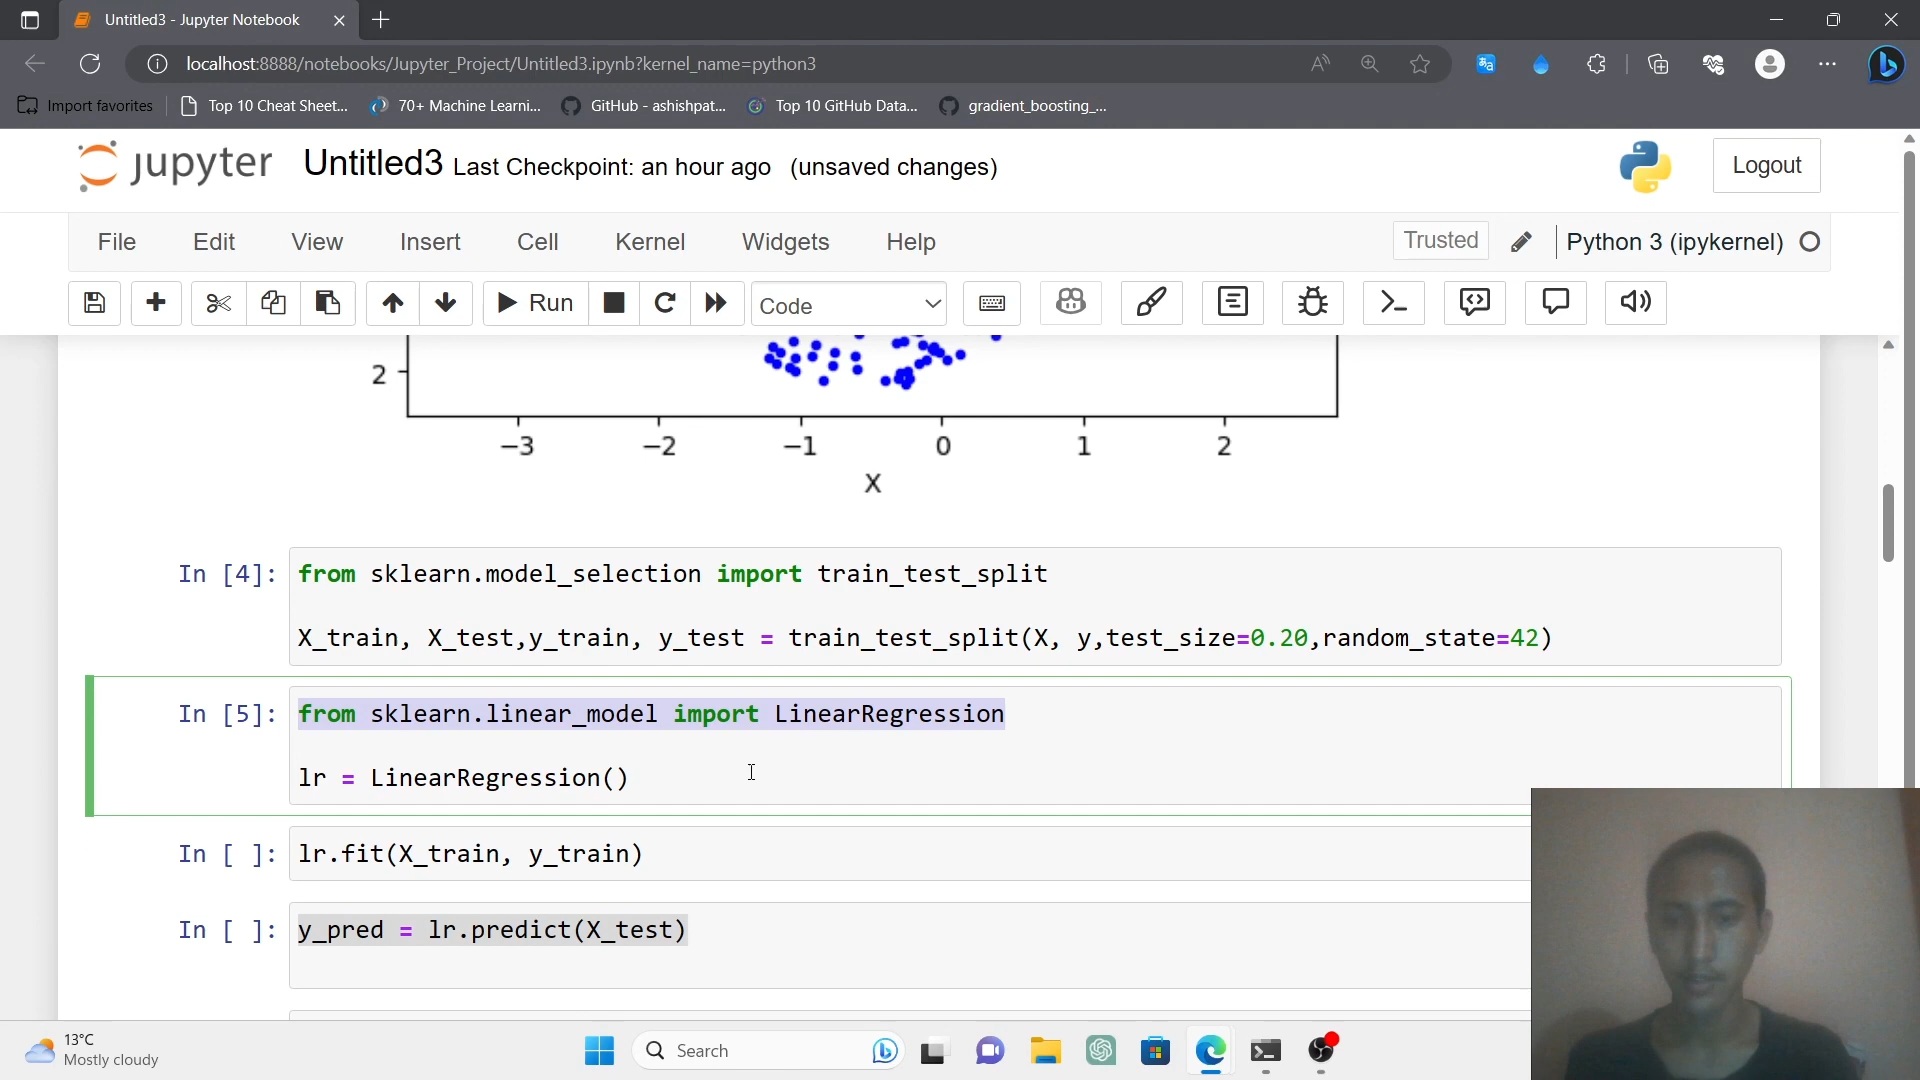 Untitled3 - Jupyter Notebook
localhost:8888/notebooks/Jupyter_Project/Untitled3.ipynb?kernel_name=python3
Import favorites
Top 10 Cheat Sheet...
70+ Machine Learni...
GitHub - ashishpat...
Top 10 GitHub Data...
gradient_boosting_...
jupyter Untitled3 Last Checkpoint: an hour ago (unsaved changes)
Logout
File Edit View Insert Cell Kernel Widgets Help
Trusted
Python 3 (ipykernel)
Run
Code
2
−3 −2 −1 0 1 2
X
In [4]: from sklearn.model_selection import train_test_split
X_train, X_test,y_train, y_test = train_test_split(X, y,test_size=0.20,random_state=42)
In [5]: from sklearn.linear_model import LinearRegression
lr = LinearRegression()
In [ ]: lr.fit(X_train, y_train)
In [ ]: y_pred = lr.predict(X_test)
13°C
Mostly cloudy
Search